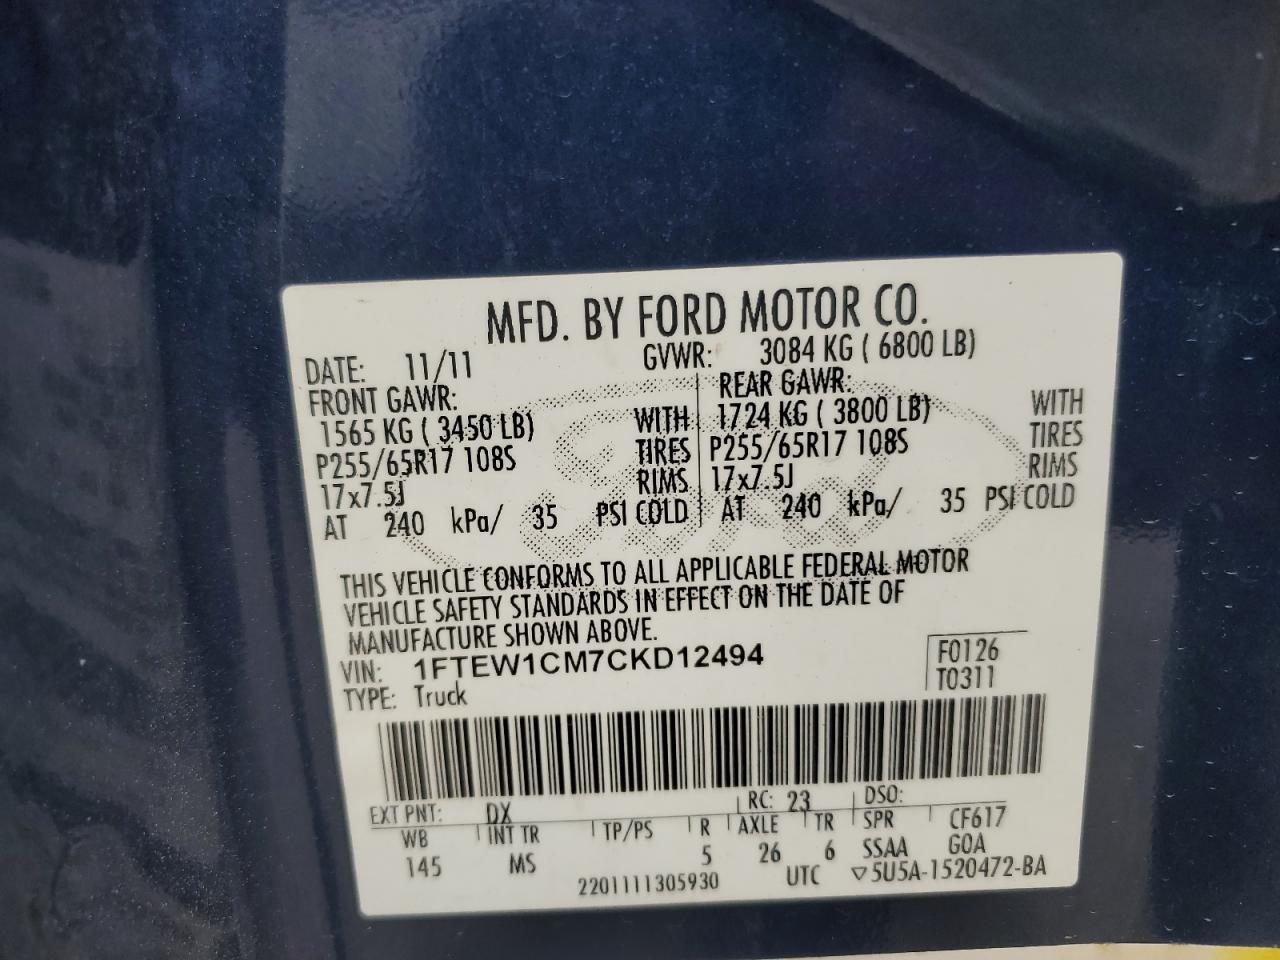 MFD. BY FORD MOTOR CO.
DATE: 11/11 GVWR: 3084 KG ( 6800 LB)
FRONT GAWR: REAR GAWR:
1565 KG ( 3450 LB) WITH 1724 KG ( 3800 LB) WITH
P255/65R17 108S TIRES P255/65R17 108S TIRES
17x7.5J RIMS 17x7.5J RIMS
AT 240 kPa/ 35 PSI COLD AT 240 kPa/ 35 PSI COLD
THIS VEHICLE CONFORMS TO ALL APPLICABLE FEDERAL MOTOR
VEHICLE SAFETY STANDARDS IN EFFECT ON THE DATE OF
MANUFACTURE SHOWN ABOVE.
VIN: 1FTEW1CM7CKD12494 F0126
TYPE: Truck T0311
EXT PNT: DX RC: 23 DSO:
WB INT TR TP/PS R AXLE TR SPR CF617
145 MS 5 26 6 SSAA GOA
2201111305930 UTC ▽5U5A-1520472-BA
Ford